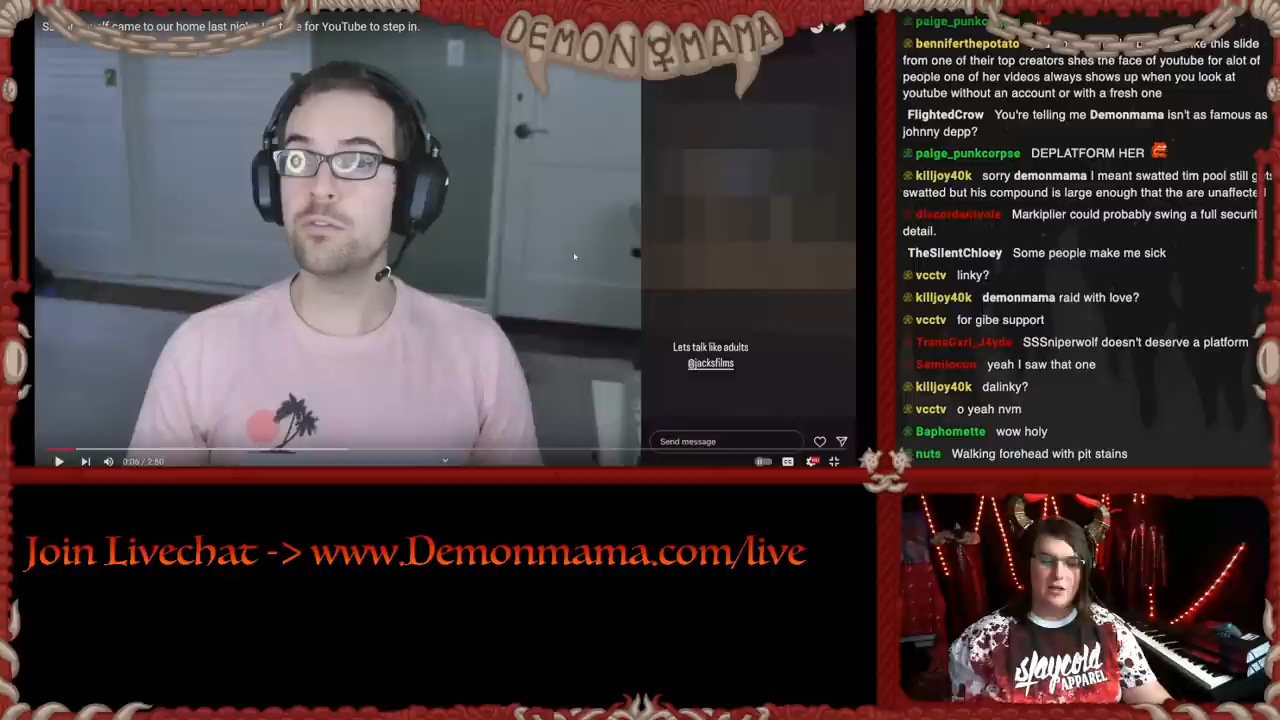 came to our home last
for YouTube to step in.
DEMON MAMA
Lets talk like adults
@jacksfilms
Send message
0:06 / 2:50
CC
Join Livechat -> www.Demonmama.com/live
benniferthepotato
this slide
from one of their top creators shes the face of youtube for alot of
people one of her videos always shows up when you look at
youtube without an account or with a fresh one
FlightedCrow You're telling me Demonmama isn't as famous as
johnny depp?
paige_punkcorpse DEPLATFORM HER
killjoy40k sorry demonmama I meant swatted tim pool still
swatted but his compound is large enough that the are
Markiplier could probably swing a full
detail.
TheSilentChloey Some people make me sick
vcctv linky?
killjoy40k demonmama raid with love?
vcctv for gibe support
SSSniperwolf doesn't deserve a platform
yeah I saw that one
killjoy40k dalinky?
vcctv o yeah nvm
Baphomette wow holy
nuts Walking forehead with pit stains
staycold
APPAREL